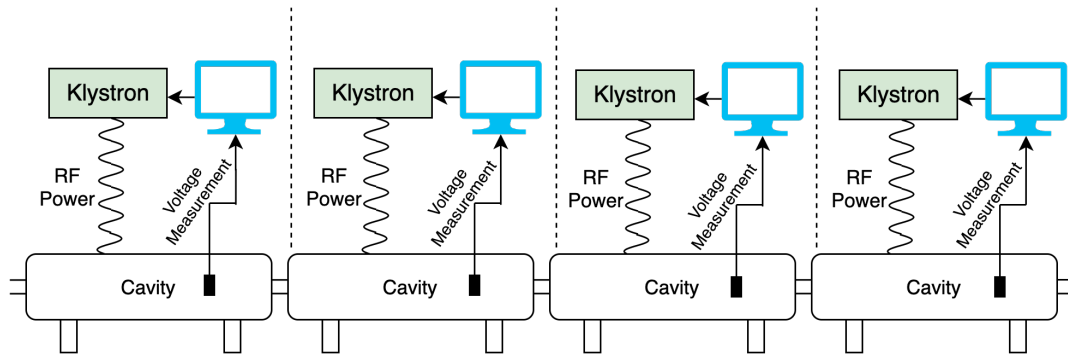 Klystron
RF
Power
Voltage
Measurement
Cavity
Klystron
RF
Power
Voltage
Measurement
Cavity
Klystron
RF
Power
Voltage
Measurement
Cavity
Klystron
RF
Power
Voltage
Measurement
Cavity